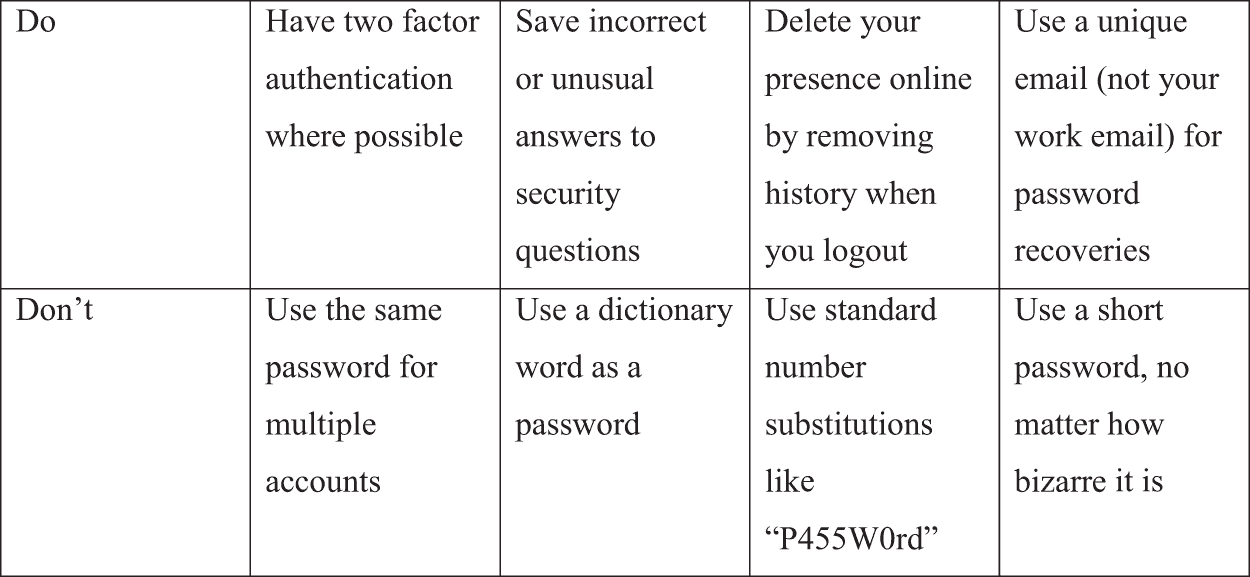 Do
Have two factor
authentication
where possible
Save incorrect
or unusual
answers to
security
questions
Delete your
presence online
by removing
history when
you logout
Use a unique
email (not your
work email) for
password
recoveries
Don’t
Use the same
password for
multiple
accounts
Use a dictionary
word as a
password
Use standard
number
substitutions
like
“P455W0rd”
Use a short
password, no
matter how
bizarre it is